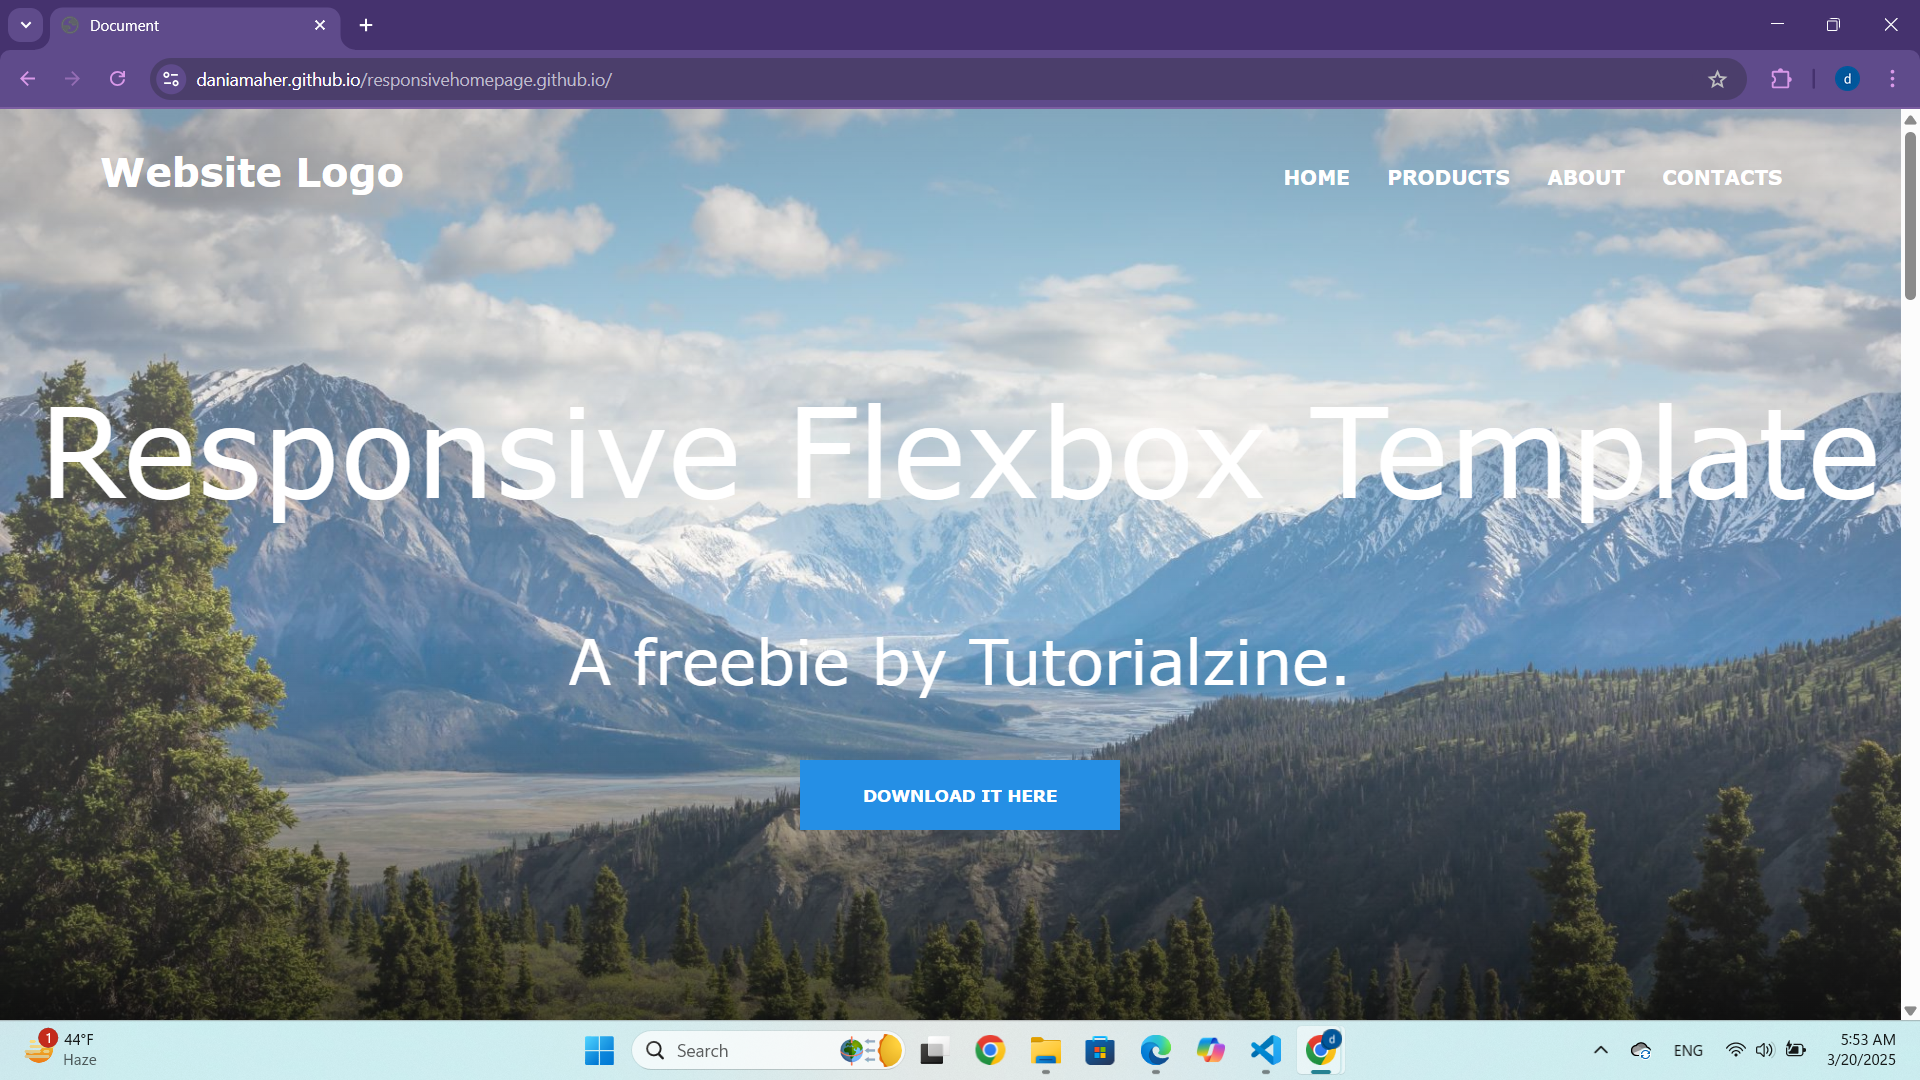 Document
daniamaher.github.io/responsivehomepage.github.io/
d
Website Logo
HOME PRODUCTS ABOUT CONTACTS
Responsive Flexbox Template
A freebie by Tutorialzine.
DOWNLOAD IT HERE
1
44°F
Haze
Search
d
ENG
5:53 AM
3/20/2025